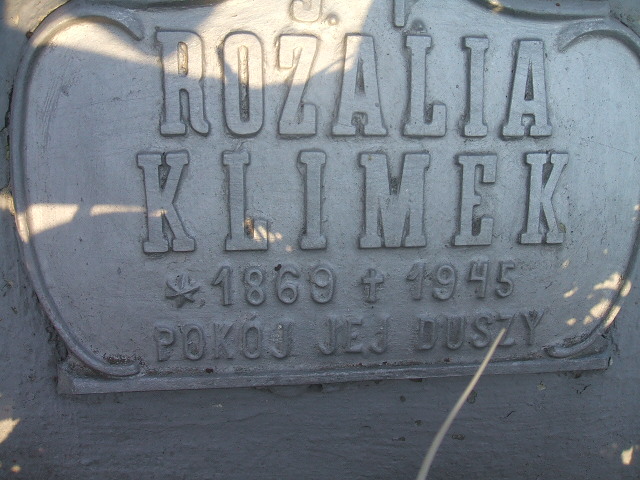 Ś. P.
ROZALIA
KLIMEK
* 1869 † 1945
POKÓJ JEJ DUSZY